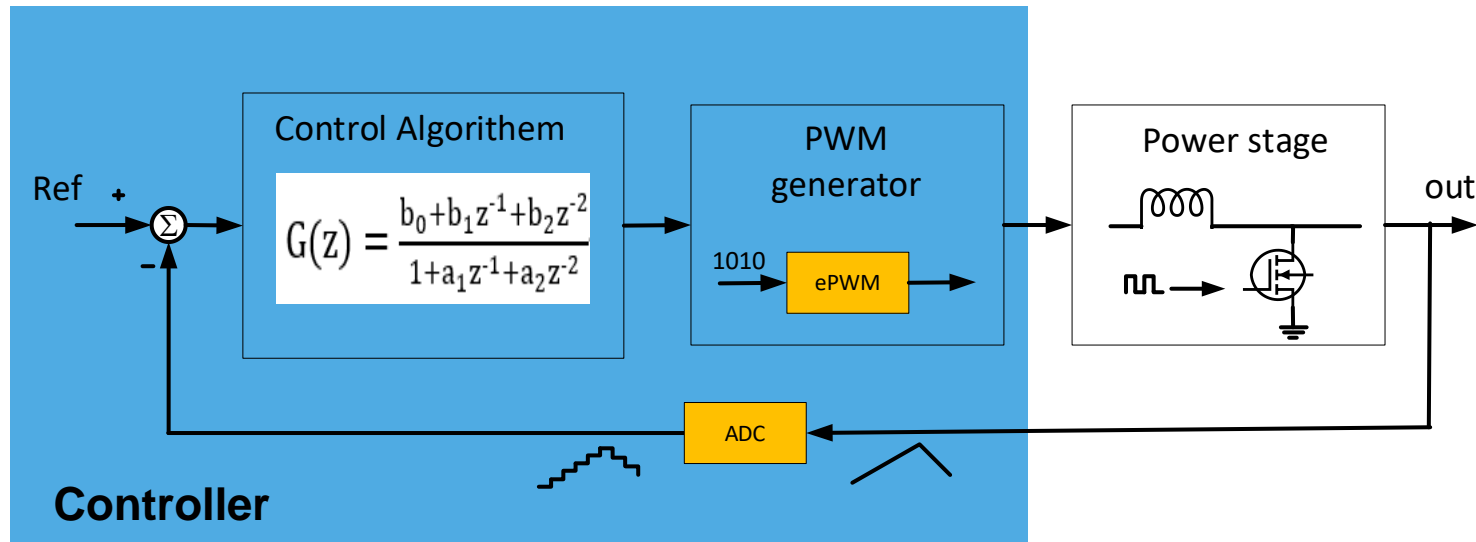 Control Algorithem
PWM
generator
Power stage
Ref
+
Σ
-
G(z) = (b₀+b₁z⁻¹+b₂z⁻²)/(1+a₁z⁻¹+a₂z⁻²)
1010
ePWM
out
ADC
Controller